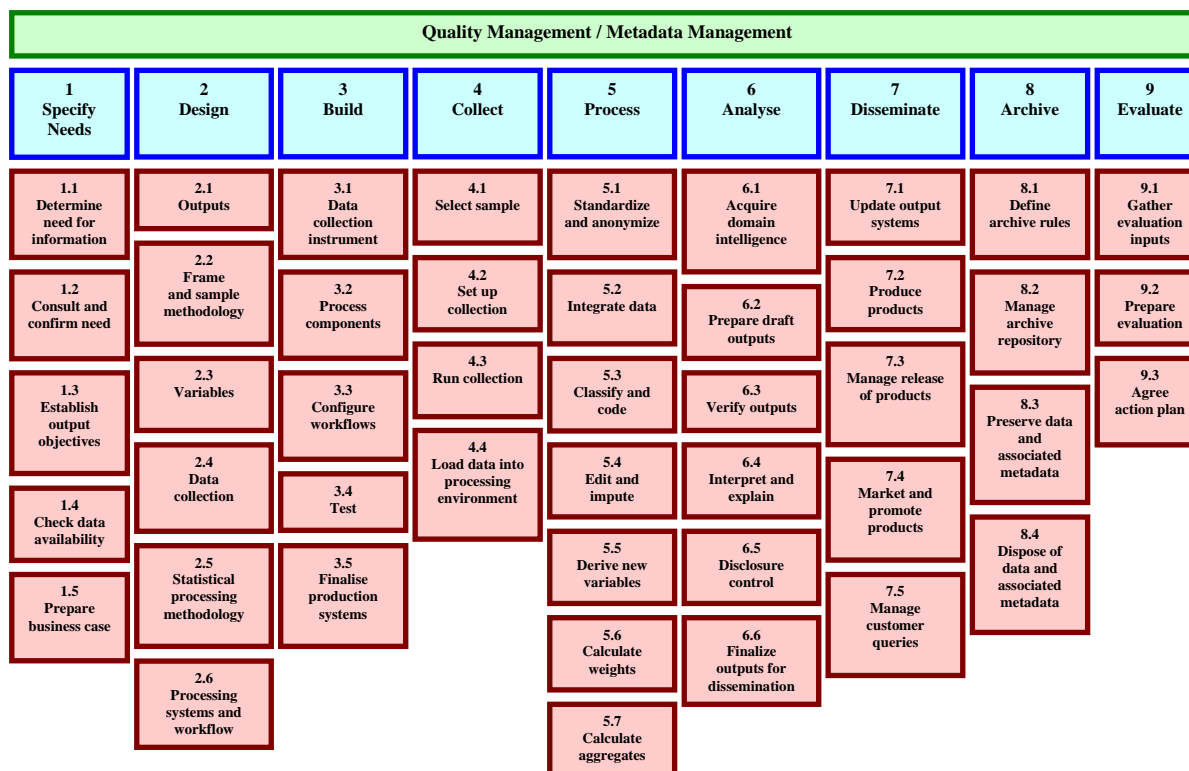 Quality Management / Metadata Management
1
Specify
Needs
2
Design
3
Build
4
Collect
5
Process
6
Analyse
7
Disseminate
8
Archive
9
Evaluate
1.1
Determine
need for
information
1.2
Consult and
confirm need
1.3
Establish
output
objectives
1.4
Check data
availability
1.5
Prepare
business case
2.1
Outputs
2.2
Frame
and sample
methodology
2.3
Variables
2.4
Data
collection
2.5
Statistical
processing
methodology
2.6
Processing
systems and
workflow
3.1
Data
collection
instrument
3.2
Process
components
3.3
Configure
workflows
3.4
Test
3.5
Finalise
production
systems
4.1
Select sample
4.2
Set up
collection
4.3
Run collection
4.4
Load data into
processing
environment
5.1
Standardize
and anonymize
5.2
Integrate data
5.3
Classify and
code
5.4
Edit and
impute
5.5
Derive new
variables
5.6
Calculate
weights
5.7
Calculate
aggregates
6.1
Acquire
domain
intelligence
6.2
Prepare draft
outputs
6.3
Verify outputs
6.4
Interpret and
explain
6.5
Disclosure
control
6.6
Finalize
outputs for
dissemination
7.1
Update output
systems
7.2
Produce
products
7.3
Manage release
of products
7.4
Market and
promote
products
7.5
Manage
customer
queries
8.1
Define
archive rules
8.2
Manage
archive
repository
8.3
Preserve data
and
associated
metadata
8.4
Dispose of
data and
associated
metadata
9.1
Gather
evaluation
inputs
9.2
Prepare
evaluation
9.3
Agree
action plan